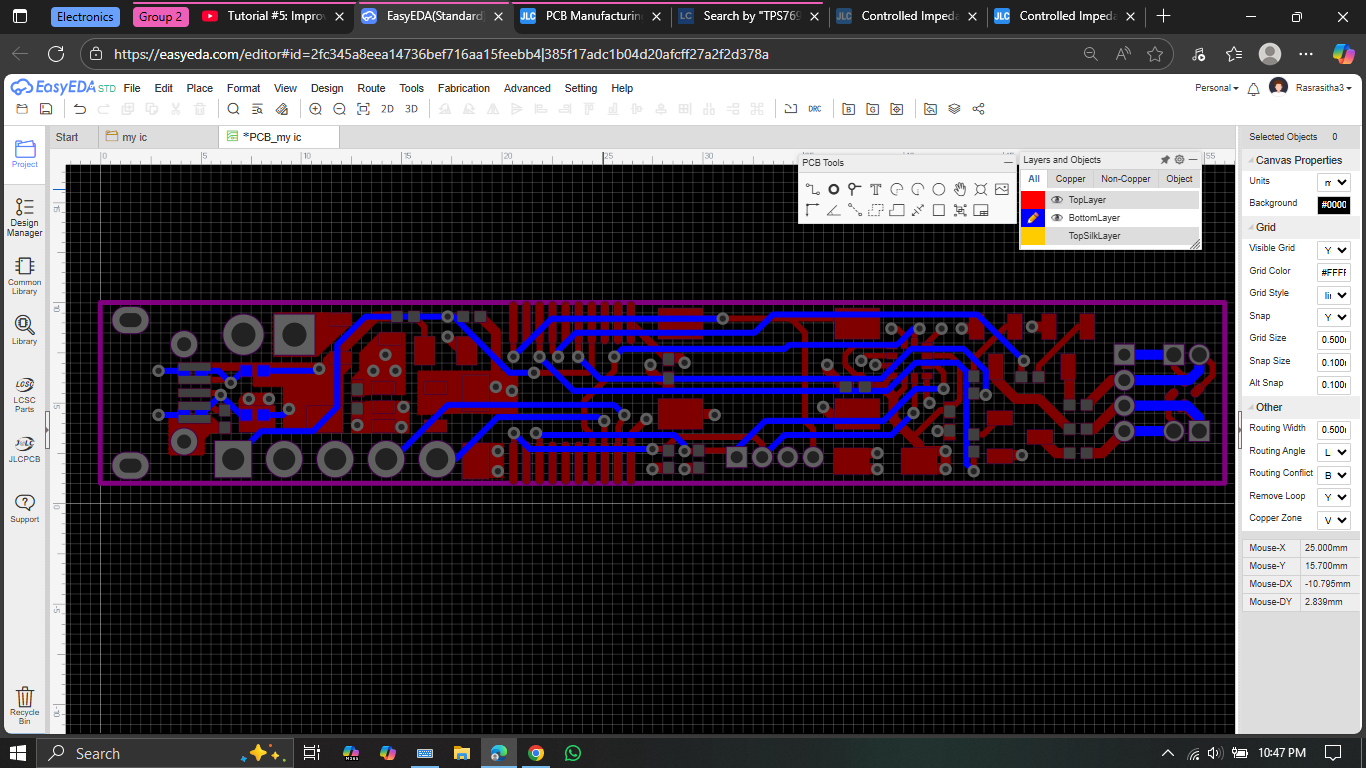 Electronics
Group 2
Tutorial #5: Improv
EasyEDA(Standard)
PCB Manufacturin
Search by "TPS769
Controlled Impeda
Controlled Impeda
https://easyeda.com/editor#id=2fc345a8eea14736bef716aa15feebb4|385f17adc1b04d20afcff27a2f2d378a
EasyEDA STD
File Edit Place Format View Design Route Tools Fabrication Advanced Setting Help
Personal
Rasrasitha3
2D 3D
DRC
Start
my ic
*PCB_my ic
Project
Design
Manager
Common
Library
Library
LCSC
Parts
JLCPCB
Support
Recycle
Bin
0 5 10 15 20 25 30 55
PCB Tools
Layers and Objects
All Copper Non-Copper Object
TopLayer
BottomLayer
TopSilkLayer
Selected Objects 0
Canvas Properties
Units
Background #0000
Grid
Visible Grid Y
Grid Color #FFFF
Grid Style
Snap Y
Grid Size 0.500
Snap Size 0.100
Alt Snap 0.100
Other
Routing Width 0.500
Routing Angle L
Routing Conflict B
Remove Loop Y
Copper Zone V
Mouse-X 25.000mm
Mouse-Y 15.700mm
Mouse-DX -10.795mm
Mouse-DY 2.839mm
Search
10:47 PM